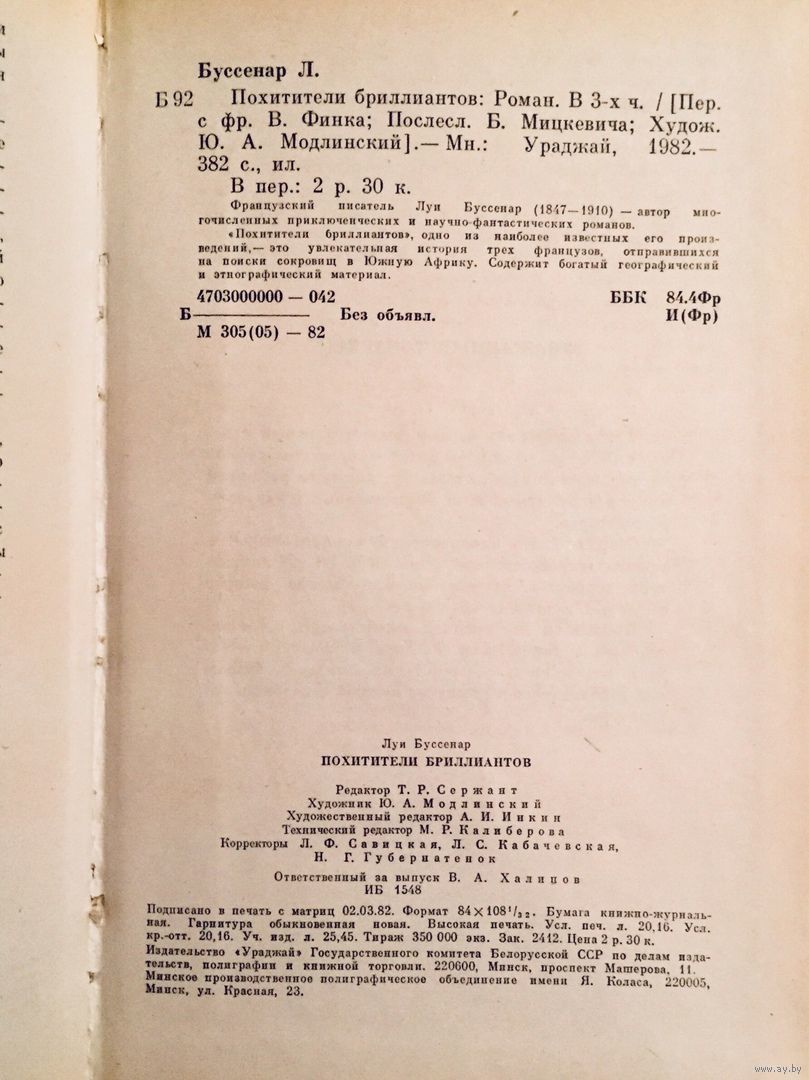 Буссенар Л.
Б 92 Похитители бриллиантов: Роман. В 3-х ч. / [Пер.
с фр. В. Финка; Послесл. Б. Мицкевича; Худож.
Ю. А. Модлинский].— Мн.: Ураджай, 1982.—
382 с., ил.
В пер.: 2 р. 30 к.
Французский писатель Луи Буссенар (1847—1910) — автор мно-
гочисленных приключенческих и научно-фантастических романов.
«Похитители бриллиантов», одно из наиболее известных его произ-
ведений,— это увлекательная история трех французов, отправившихся
на поиски сокровищ в Южную Африку. Содержит богатый географический
и этнографический материал.
4703000000 — 042 ББК 84.4Фр
Б——— Без объявл. И(Фр)
М 305(05) — 82
Луи Буссенар
ПОХИТИТЕЛИ БРИЛЛИАНТОВ
Редактор Т. Р. Сержант
Художник Ю. А. Модлинский
Художественный редактор А. И. Инкин
Технический редактор М. Р. Калиберова
Корректоры Л. Ф. Савицкая, Л. С. Кабачевская,
Н. Г. Губернатенок
Ответственный за выпуск В. А. Халипов
ИБ 1548
Подписано в печать с матриц 02.03.82. Формат 84×108¹/₃₂. Бумага книжно-журналь-
ная. Гарнитура обыкновенная новая. Высокая печать. Усл. печ. л. 20,16. Усл.
кр.-отт. 20,16. Уч. изд. л. 25,45. Тираж 350 000 экз. Зак. 2412. Цена 2 р. 30 к.
Издательство «Ураджай» Государственного комитета Белорусской ССР по делам изда-
тельств, полиграфии и книжной торговли. 220600, Минск, проспект Машерова, 11.
Минское производственное полиграфическое объединение имени Я. Коласа, 220005,
Минск, ул. Красная, 23.
www.ay.by